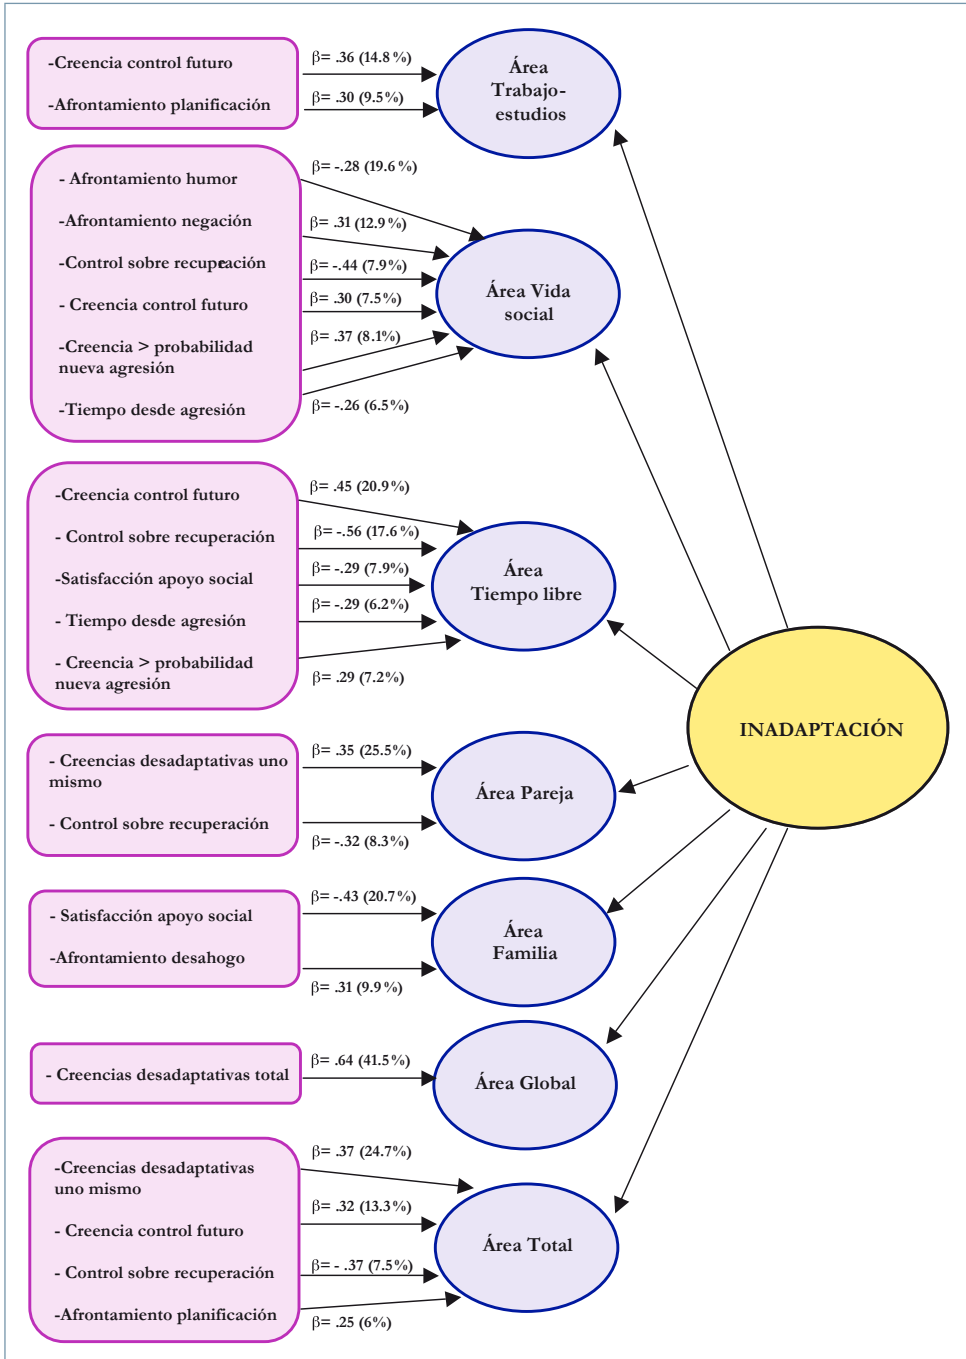 -Creencia control futuro
-Afrontamiento planificación
β= .36 (14.8%)
β= .30 (9.5%)
Área
Trabajo-
estudios
- Afrontamiento humor
-Afrontamiento negación
-Control sobre recuperación
- Creencia control futuro
-Creencia > probabilidad
nueva agresión
-Tiempo desde agresión
β= -.28 (19.6%)
β= .31 (12.9%)
β= -.44 (7.9%)
β= .30 (7.5%)
β= .37 (8.1%)
β= -.26 (6.5%)
Área Vida
social
-Creencia control futuro
- Control sobre recuperación
-Satisfacción apoyo social
- Tiempo desde agresión
- Creencia > probabilidad
nueva agresión
β= .45 (20.9%)
β= -.56 (17.6%)
β= -.29 (7.9%)
β= -.29 (6.2%)
β= .29 (7.2%)
Área
Tiempo libre
INADAPTACIÓN
- Creencias desadaptativas uno
mismo
- Control sobre recuperación
β= .35 (25.5%)
β= -.32 (8.3%)
Área Pareja
- Satisfacción apoyo social
-Afrontamiento desahogo
β= -.43 (20.7%)
β= .31 (9.9%)
Área
Familia
- Creencias desadaptativas total
β= .64 (41.5%)
Área Global
-Creencias desadaptativas
uno mismo
- Creencia control futuro
- Control sobre recuperación
-Afrontamiento planificación
β= .37 (24.7%)
β= .32 (13.3%)
β= - .37 (7.5%)
β= .25 (6%)
Área Total